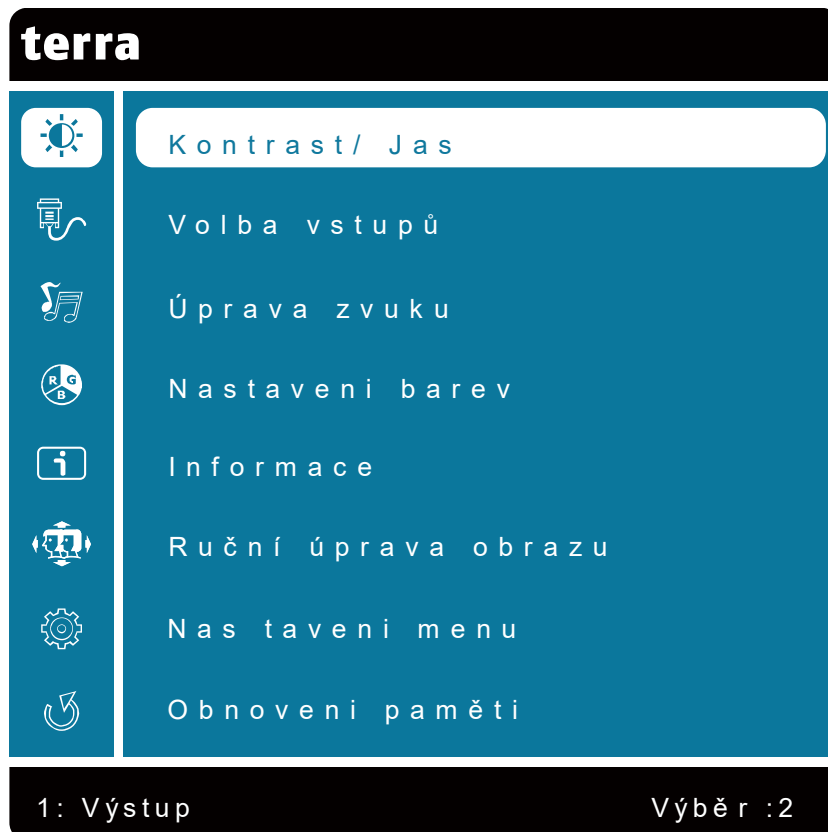 terra
Kontrast/ Jas
Volba vstupů
Úprava zvuku
R G B
Nastaveni barev
i
Informace
Ruční úprava obrazu
Nas taveni menu
Obnoveni paměti
1: Výstup Výběr :2